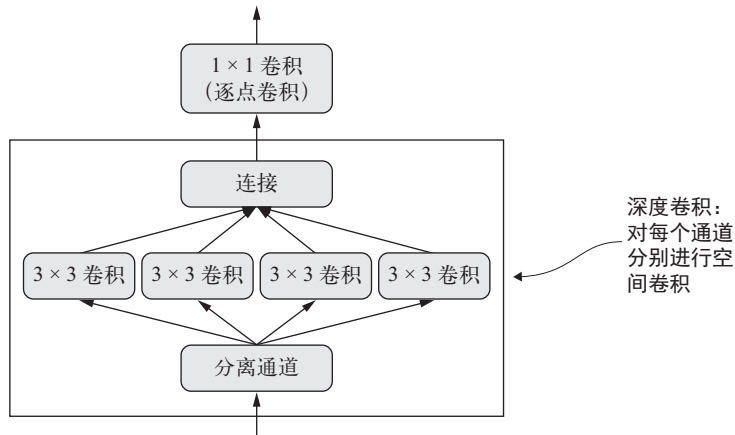 1 × 1 卷积
（逐点卷积）
连接
3 × 3 卷积
3 × 3 卷积
3 × 3 卷积
3 × 3 卷积
分离通道
深度卷积：
对每个通道
分别进行空
间卷积